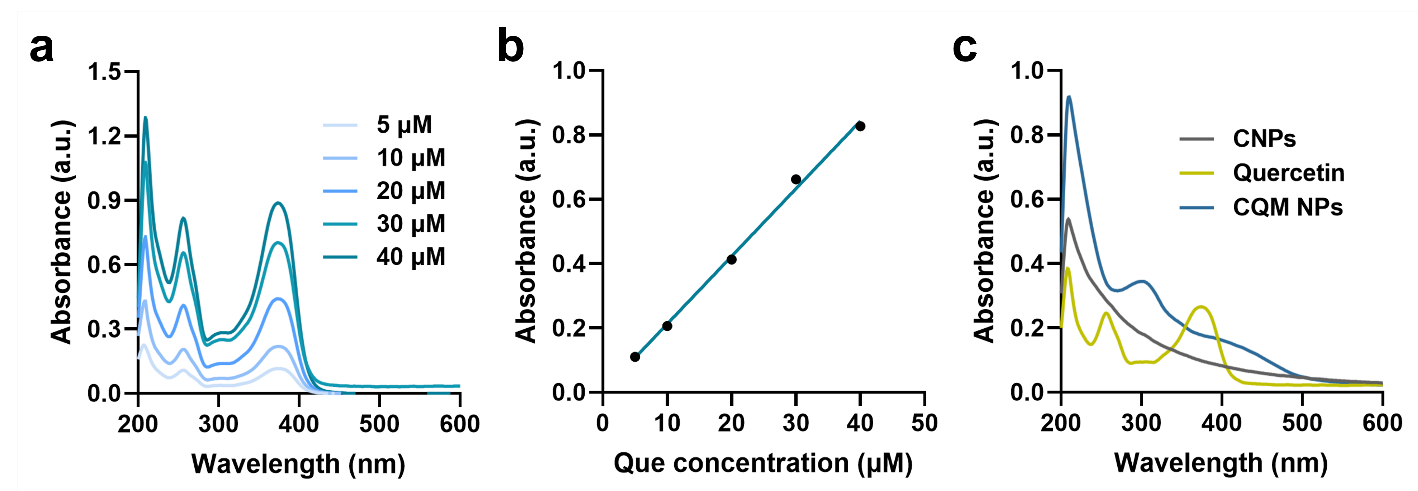 a
Absorbance (a.u.)
1.5
1.2
0.9
0.6
0.3
0.0
200 300 400 500 600
Wavelength (nm)
5 μM
10 μM
20 μM
30 μM
40 μM
b
Absorbance (a.u.)
1.0
0.8
0.6
0.4
0.2
0.0
0 10 20 30 40 50
Que concentration (μM)
c
Absorbance (a.u.)
1.0
0.8
0.6
0.4
0.2
0.0
200 300 400 500 600
Wavelength (nm)
CNPs
Quercetin
CQM NPs